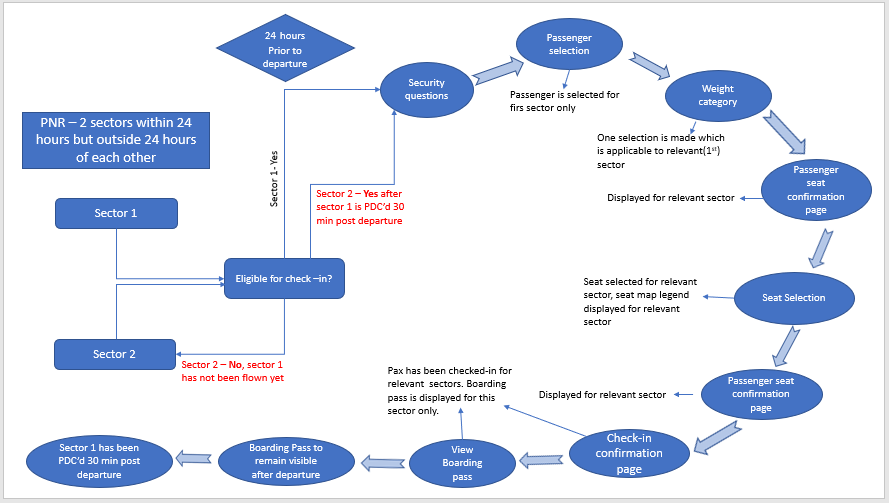 24 hours
Prior to
departure
Passenger
selection
Security
questions
Passenger is selected for
firs sector only
Weight
category
PNR – 2 sectors within 24
hours but outside 24 hours
of each other
One selection is made which
is applicable to relevant(1st)
sector
Sector 1- Yes
Sector 2 – Yes after
sector 1 is PDC'd 30
min post departure
Passenger
seat
confirmation
page
Displayed for relevant sector
Sector 1
Eligible for check –in?
Seat selected for relevant
sector, seat map legend
displayed for relevant
sector
Seat Selection
Sector 2
Sector 2 – No, sector 1
has not been flown yet
Pax has been checked-in for
relevant sectors. Boarding
pass is displayed for this
sector only.
Displayed for relevant sector
Passenger seat
confirmation
page
Sector 1 has been
PDC'd 30 min post
departure
Boarding Pass to
remain visible
after departure
View
Boarding
pass
Check-in
confirmation
page